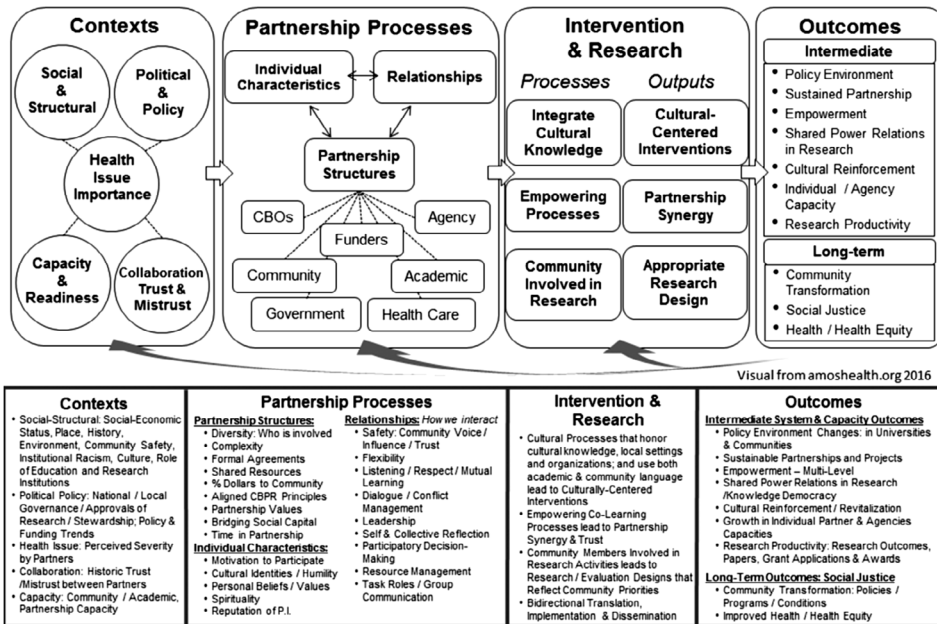 Contexts
Social
& Structural
Political
& Policy
Health
Issue
Importance
Capacity
&
Readiness
Collaboration
Trust &
Mistrust
Partnership Processes
Individual
Characteristics
Relationships
Partnership
Structures
CBOs
Agency
Funders
Community
Academic
Government
Health Care
Intervention
& Research
Processes
Outputs
Integrate
Cultural
Knowledge
Cultural-
Centered
Interventions
Empowering
Processes
Partnership
Synergy
Community
Involved in
Research
Appropriate
Research
Design
Outcomes
Intermediate
• Policy Environment
• Sustained Partnership
• Empowerment
• Shared Power Relations
in Research
• Cultural Reinforcement
• Individual / Agency
Capacity
• Research Productivity
Long-term
• Community
Transformation
• Social Justice
• Health / Health Equity
Visual from amoshealth.org 2016
Contexts
• Social-Structural: Social-Economic
Status, Place, History,
Environment, Community Safety,
Institutional Racism, Culture, Role
of Education and Research
Institutions
• Political Policy: National / Local
Governance / Approvals of
Research / Stewardship; Policy &
Funding Trends
• Health Issue: Perceived Severity
by Partners
• Collaboration: Historic Trust
/Mistrust between Partners
• Capacity: Community / Academic,
Partnership Capacity
Partnership Processes
Partnership Structures:
• Diversity: Who is involved
• Complexity
• Formal Agreements
• Shared Resources
• % Dollars to Community
• Aligned CBPR Principles
• Partnership Values
• Bridging Social Capital
• Time in Partnership
Individual Characteristics:
• Motivation to Participate
• Cultural Identities / Humility
• Personal Beliefs / Values
• Spirituality
• Reputation of P.I.
Relationships: How we interact
• Safety: Community Voice /
Influence / Trust
• Flexibility
• Listening / Respect / Mutual
Learning
• Dialogue / Conflict
Management
• Leadership
• Self & Collective Reflection
• Participatory Decision-
Making
• Resource Management
• Task Roles / Group
Communication
Intervention &
Research
• Cultural Processes that honor
cultural knowledge, local settings
and organizations; and use both
academic & community language
lead to Culturally-Centered
Interventions
• Empowering Co-Learning
Processes lead to Partnership
Synergy & Trust
• Community Members Involved in
Research Activities leads to
Research / Evaluation Designs that
Reflect Community Priorities
• Bidirectional Translation,
Implementation & Dissemination
Outcomes
Intermediate System & Capacity Outcomes
• Policy Environment Changes: in Universities
& Communities
• Sustainable Partnerships and Projects
• Empowerment – Multi-Level
• Shared Power Relations in Research
/Knowledge Democracy
• Cultural Reinforcement / Revitalization
• Growth in Individual Partner & Agencies
Capacities
• Research Productivity: Research Outcomes,
Papers, Grant Applications & Awards
Long-Term Outcomes: Social Justice
• Community Transformation: Policies /
Programs / Conditions
• Improved Health / Health Equity